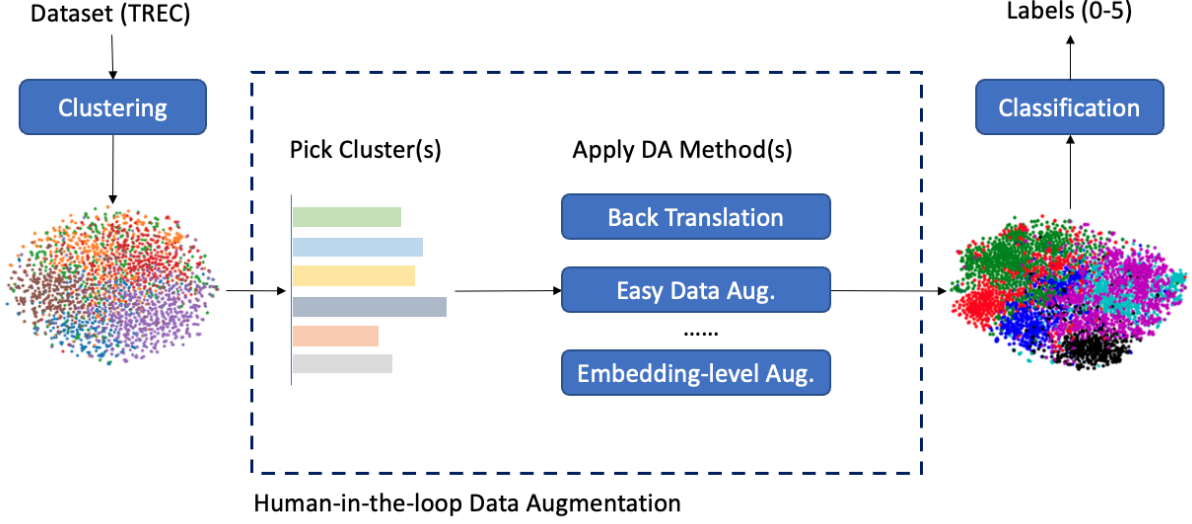 Dataset (TREC)
Clustering
Pick Cluster(s)
Apply DA Method(s)
Back Translation
Easy Data Aug.
......
Embedding-level Aug.
Human-in-the-loop Data Augmentation
Labels (0-5)
Classification